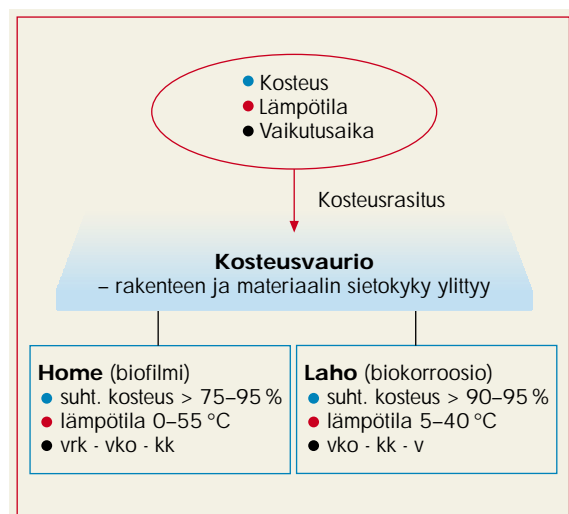 ● Kosteus
● Lämpötila
● Vaikutusaika
Kosteusrasitus
Kosteusvaurio
– rakenteen ja materiaalin sietokyky ylittyy
Home (biofilmi)
● suht. kosteus > 75–95 %
● lämpötila 0–55 °C
● vrk - vko - kk
Laho (biokorroosio)
● suht. kosteus > 90–95 %
● lämpötila 5–40 °C
● vko - kk - v